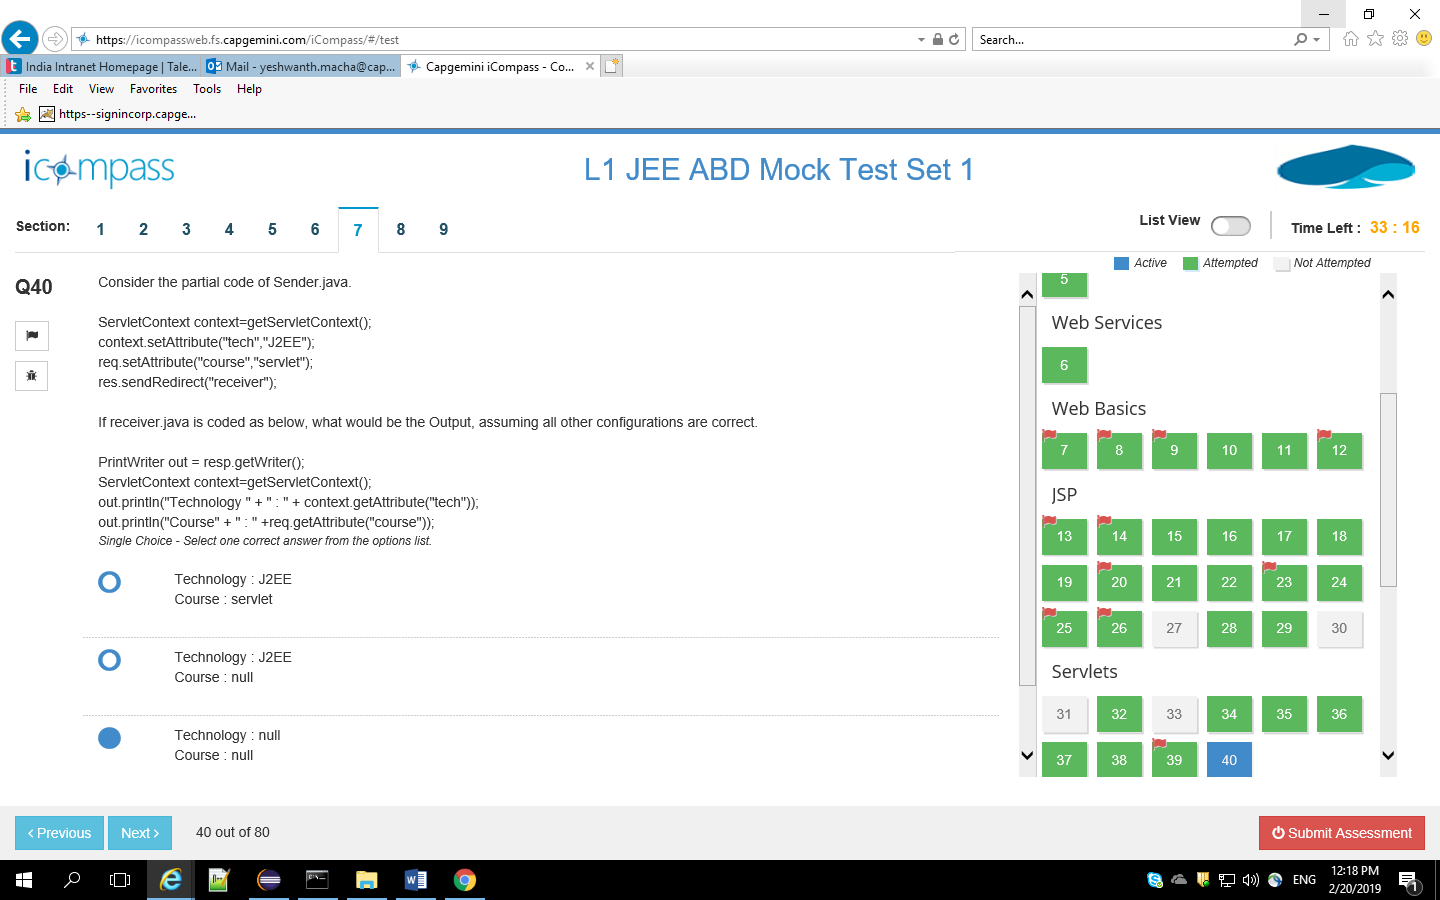 https://icompassweb.fs.capgemini.com/iCompass/#/test
Search...
India Intranet Homepage | Tale...
Mail - yeshwanth.macha@cap...
Capgemini iCompass - Co...
File Edit View Favorites Tools Help
https--signincorp.capge...
icompass
L1 JEE ABD Mock Test Set 1
Section: 1 2 3 4 5 6 7 8 9
List View
Time Left : 33 : 16
Active Attempted Not Attempted
Q40
Consider the partial code of Sender.java.
ServletContext context=getServletContext();
context.setAttribute("tech","J2EE");
req.setAttribute("course","servlet");
res.sendRedirect("receiver");
If receiver.java is coded as below, what would be the Output, assuming all other configurations are correct.
PrintWriter out = resp.getWriter();
ServletContext context=getServletContext();
out.println("Technology " + " : " + context.getAttribute("tech"));
out.println("Course" + " : " +req.getAttribute("course"));
Single Choice - Select one correct answer from the options list.
Technology : J2EE
Course : servlet
Technology : J2EE
Course : null
Technology : null
Course : null
5
Web Services
6
Web Basics
7 8 9 10 11 12
JSP
13 14 15 16 17 18
19 20 21 22 23 24
25 26 27 28 29 30
Servlets
31 32 33 34 35 36
37 38 39 40
Previous
Next
40 out of 80
Submit Assessment
ENG
12:18 PM
2/20/2019
1